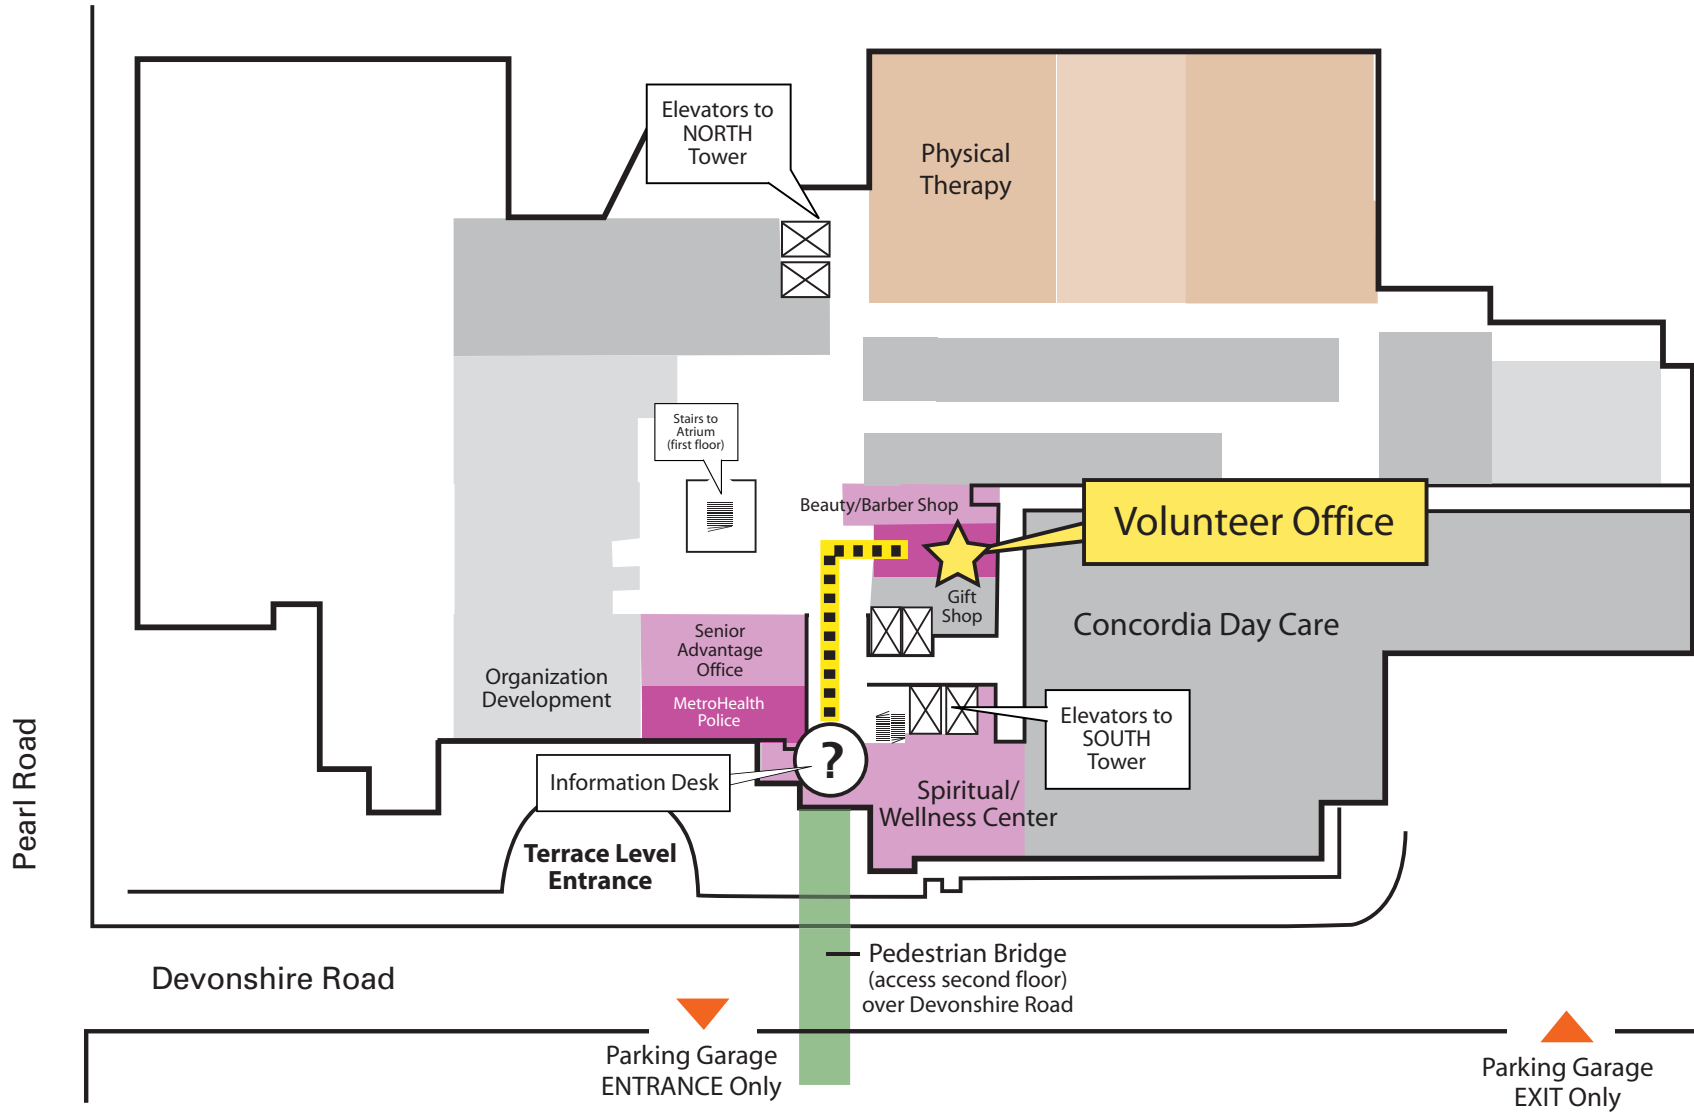 Elevators to
NORTH
Tower
Physical
Therapy
Stairs to
Atrium
(first floor)
Beauty/Barber Shop
Volunteer Office
Gift
Shop
Concordia Day Care
Senior
Advantage
Office
Organization
Development
MetroHealth
Police
Elevators to
SOUTH
Tower
?
Information Desk
Spiritual/
Wellness Center
Terrace Level
Entrance
Pearl Road
Devonshire Road
Pedestrian Bridge
(access second floor)
over Devonshire Road
Parking Garage
ENTRANCE Only
Parking Garage
EXIT Only